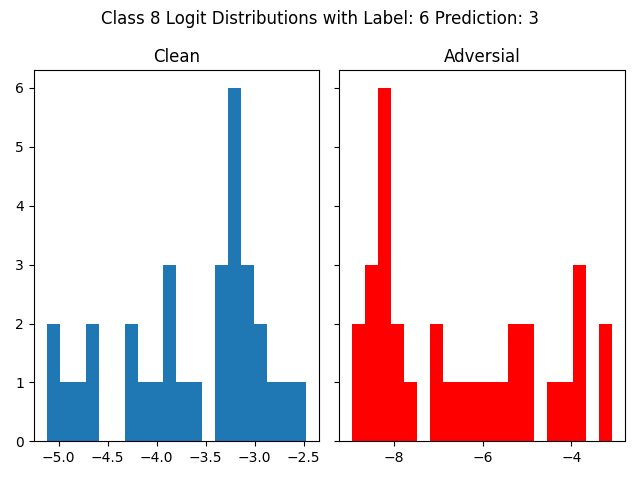 Class 8 Logit Distributions with Label: 6 Prediction: 3
Clean
Adversial
6
5
4
3
2
1
0
−5.0 −4.5 −4.0 −3.5 −3.0 −2.5
−8 −6 −4